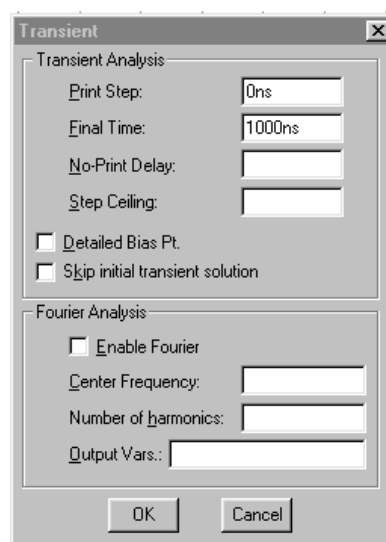 Transient
Transient Analysis
Print Step: 0ns
Final Time: 1000ns
No-Print Delay:
Step Ceiling:
Detailed Bias Pt.
Skip initial transient solution
Fourier Analysis
Enable Fourier
Center Frequency:
Number of harmonics:
Output Vars.:
OK Cancel